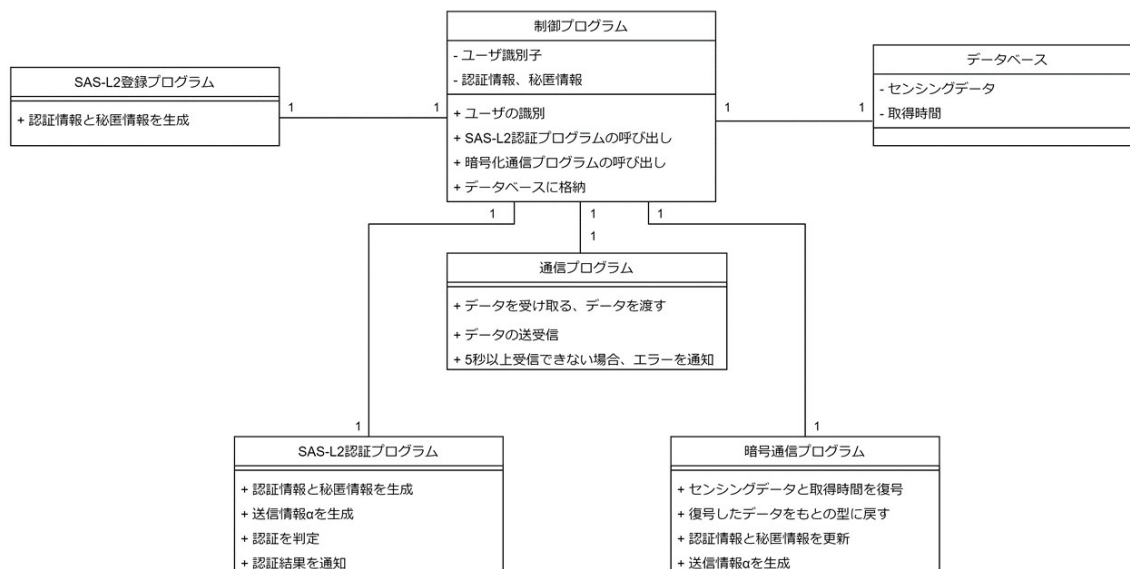 制御プログラム
- ユーザ識別子
- 認証情報、秘匿情報
+ ユーザの識別
+ SAS-L2認証プログラムの呼び出し
+ 暗号化通信プログラムの呼び出し
+ データベースに格納
SAS-L2登録プログラム
+ 認証情報と秘匿情報を生成
1
1
1
1
データベース
- センシングデータ
- 取得時間
1
1
1
1
通信プログラム
+ データを受け取る、データを渡す
+ データの送受信
+ 5秒以上受信できない場合、エラーを通知
1
1
SAS-L2認証プログラム
+ 認証情報と秘匿情報を生成
+ 送信情報αを生成
+ 認証を判定
+ 認証結果を通知
暗号通信プログラム
+ センシングデータと取得時間を復号
+ 復号したデータをもとの型に戻す
+ 認証情報と秘匿情報を更新
+ 送信情報αを生成